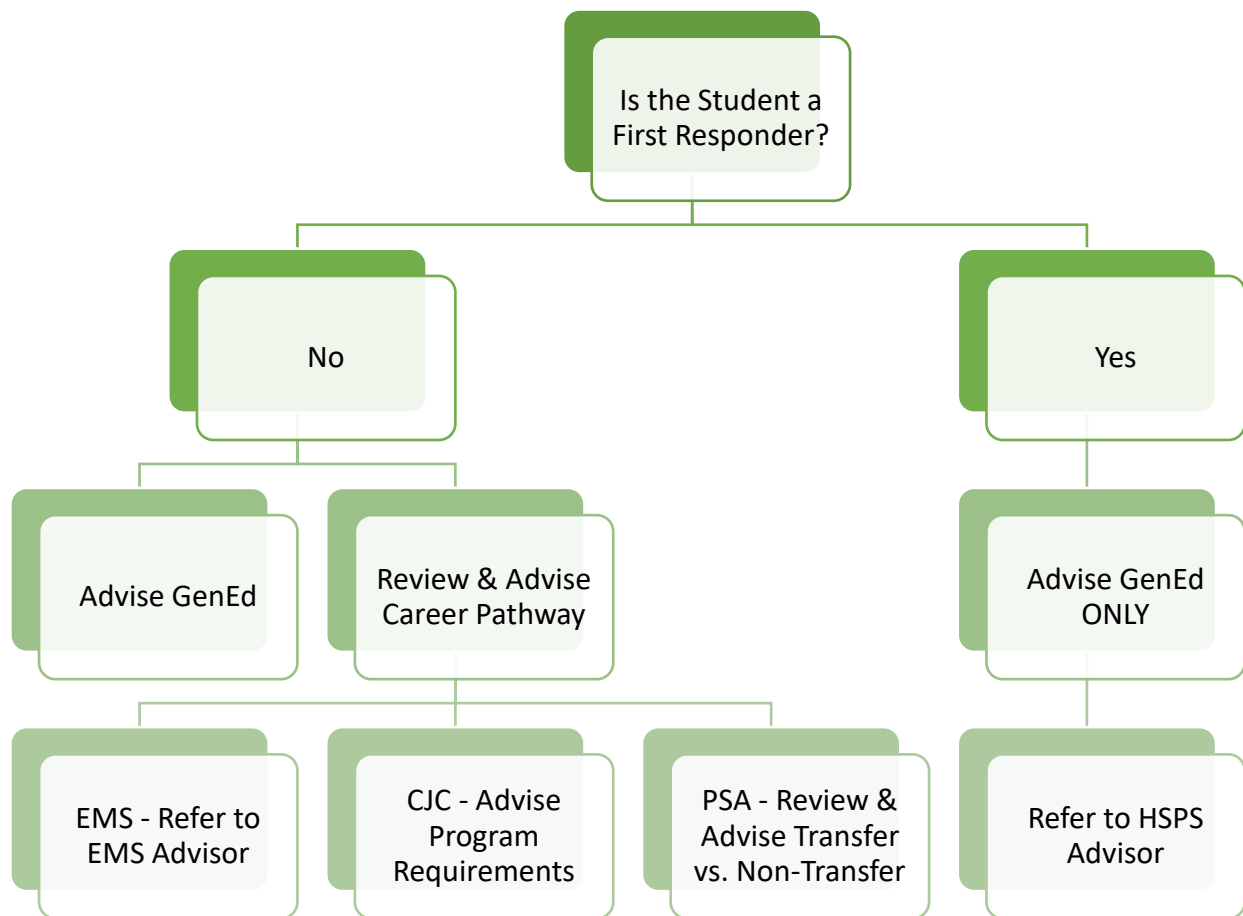 Is the Student a
First Responder?
No
Yes
Advise GenEd
Review & Advise
Career Pathway
Advise GenEd
ONLY
EMS - Refer to
EMS Advisor
CJC - Advise
Program
Requirements
PSA - Review &
Advise Transfer
vs. Non-Transfer
Refer to HSPS
Advisor